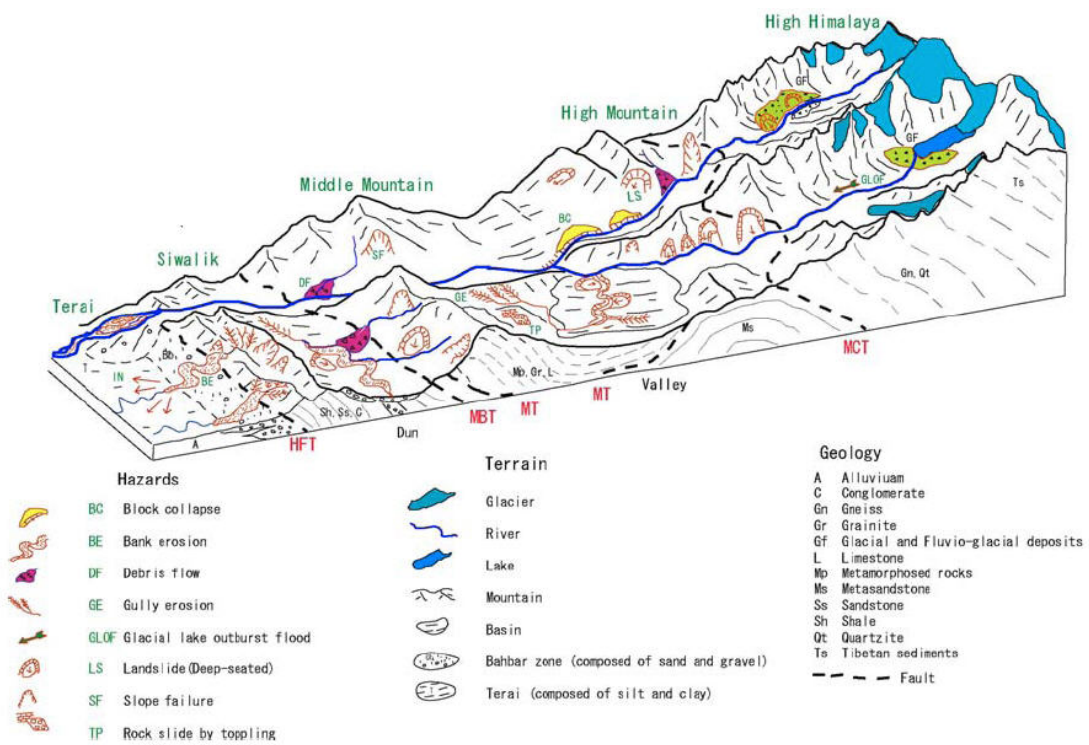 High Himalaya
GF
High Mountain
GF
GLOF
Middle Mountain
LS
Ts
BC
SF
Siwalik
DF
Gn, Qt
Terai
GE
TP
Ms
Bb
IN
BE
Mp, Gr, L
MCT
Valley
MT
MT
Sh, Ss, C
MBT
Dun
A
HFT
Hazards
BC Block collapse
BE Bank erosion
DF Debris flow
GE Gully erosion
GLOF Glacial lake outburst flood
LS Landslide(Deep-seated)
SF Slope failure
TP Rock slide by toppling
Terrain
Glacier
River
Lake
Mountain
Basin
Bahbar zone (composed of sand and gravel)
Terai (composed of silt and clay)
Geology
A Alluviuam
C Conglomerate
Gn Gneiss
Gr Grainite
Gf Glacial and Fluvio-glacial deposits
L Limestone
Mp Metamorphosed rocks
Ms Metasandstone
Ss Sandstone
Sh Shale
Qt Quartzite
Ts Tibetan sediments
Fault